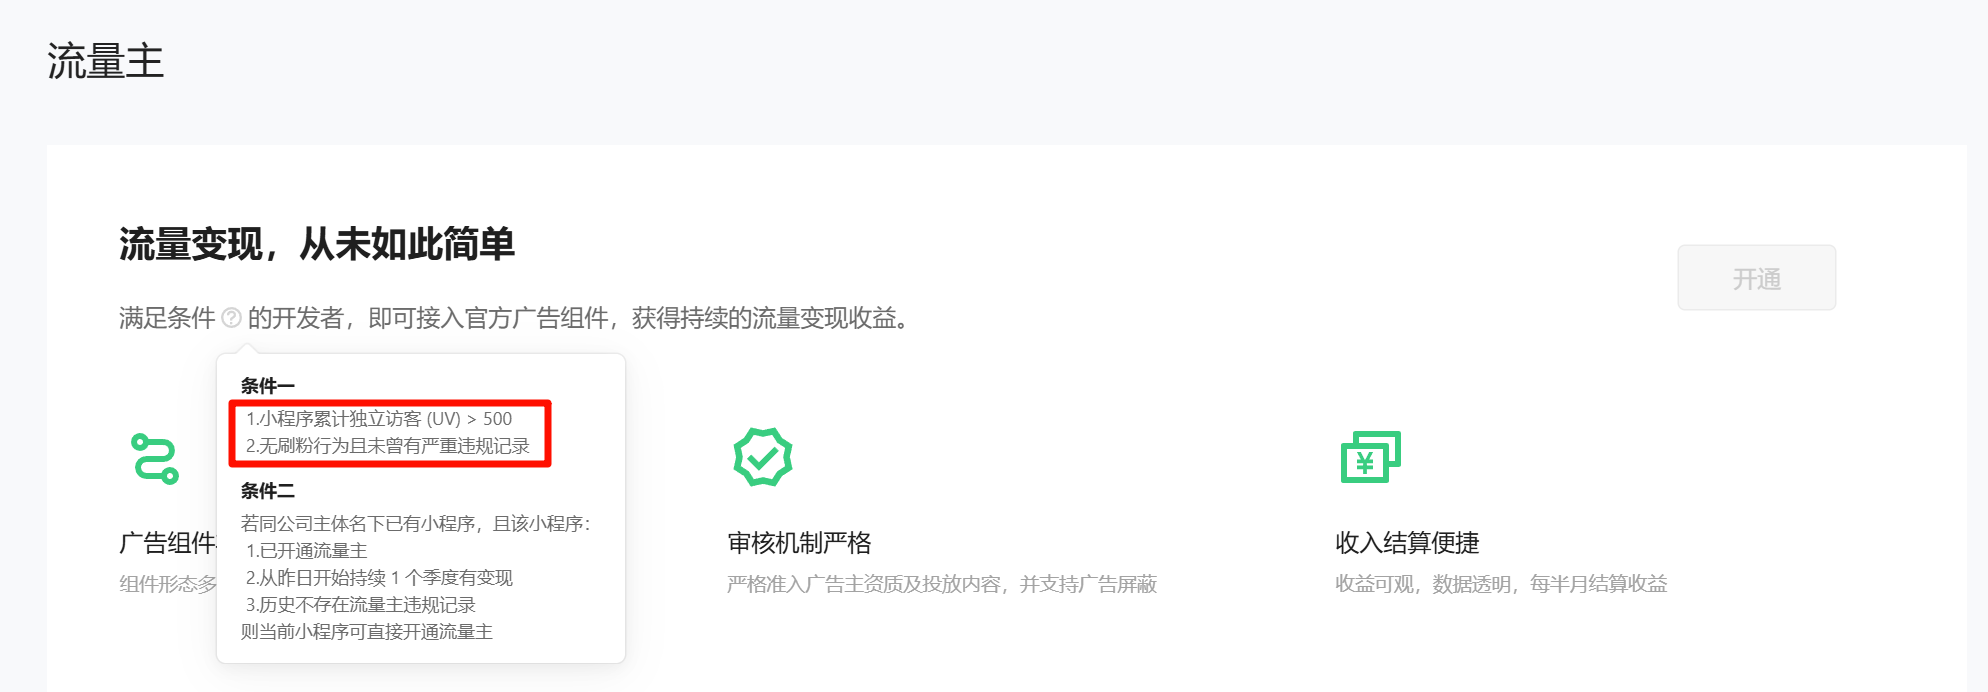 流量主
流量变现，从未如此简单
开通
满足条件 ? 的开发者，即可接入官方广告组件，获得持续的流量变现收益。
条件一
1.小程序累计独立访客 (UV) > 500
2.无刷粉行为且未曾有严重违规记录
条件二
若同公司主体名下已有小程序，且该小程序：
1.已开通流量主
2.从昨日开始持续 1 个季度有变现
3.历史不存在流量主违规记录
则当前小程序可直接开通流量主
广告组件
组件形态多
审核机制严格
严格准入广告主资质及投放内容，并支持广告屏蔽
收入结算便捷
收益可观，数据透明，每半月结算收益